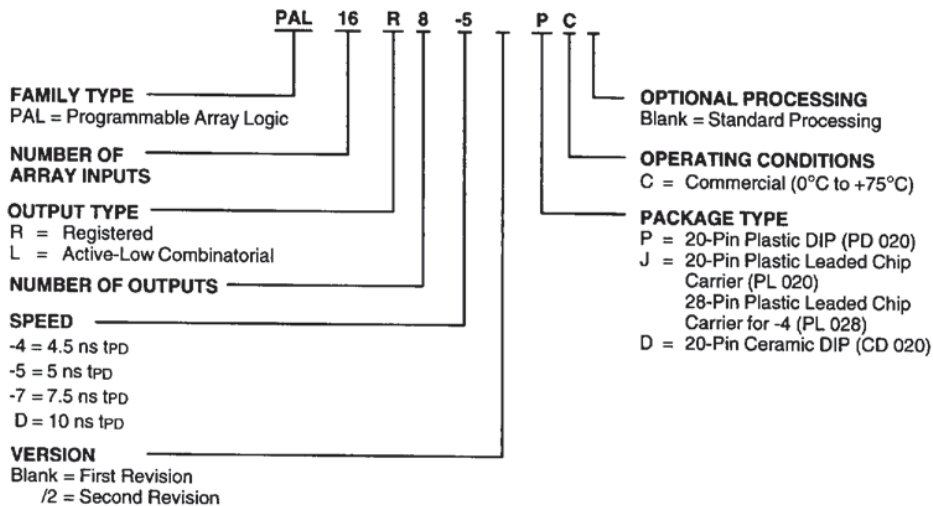 PAL 16 R 8 -5 P C
FAMILY TYPE
PAL = Programmable Array Logic
NUMBER OF
ARRAY INPUTS
OUTPUT TYPE
R = Registered
L = Active-Low Combinatorial
NUMBER OF OUTPUTS
SPEED
-4 = 4.5 ns tPD
-5 = 5 ns tPD
-7 = 7.5 ns tPD
D = 10 ns tPD
VERSION
Blank = First Revision
/2 = Second Revision
OPTIONAL PROCESSING
Blank = Standard Processing
OPERATING CONDITIONS
C = Commercial (0°C to +75°C)
PACKAGE TYPE
P = 20-Pin Plastic DIP (PD 020)
J = 20-Pin Plastic Leaded Chip
Carrier (PL 020)
28-Pin Plastic Leaded Chip
Carrier for -4 (PL 028)
D = 20-Pin Ceramic DIP (CD 020)